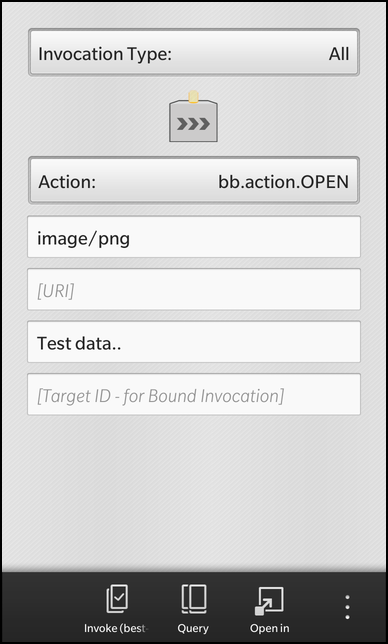 Invocation Type: All
Action: bb.action.OPEN
image/png
[URI]
Test data..
[Target ID - for Bound Invocation]
Invoke (best- Query Open in